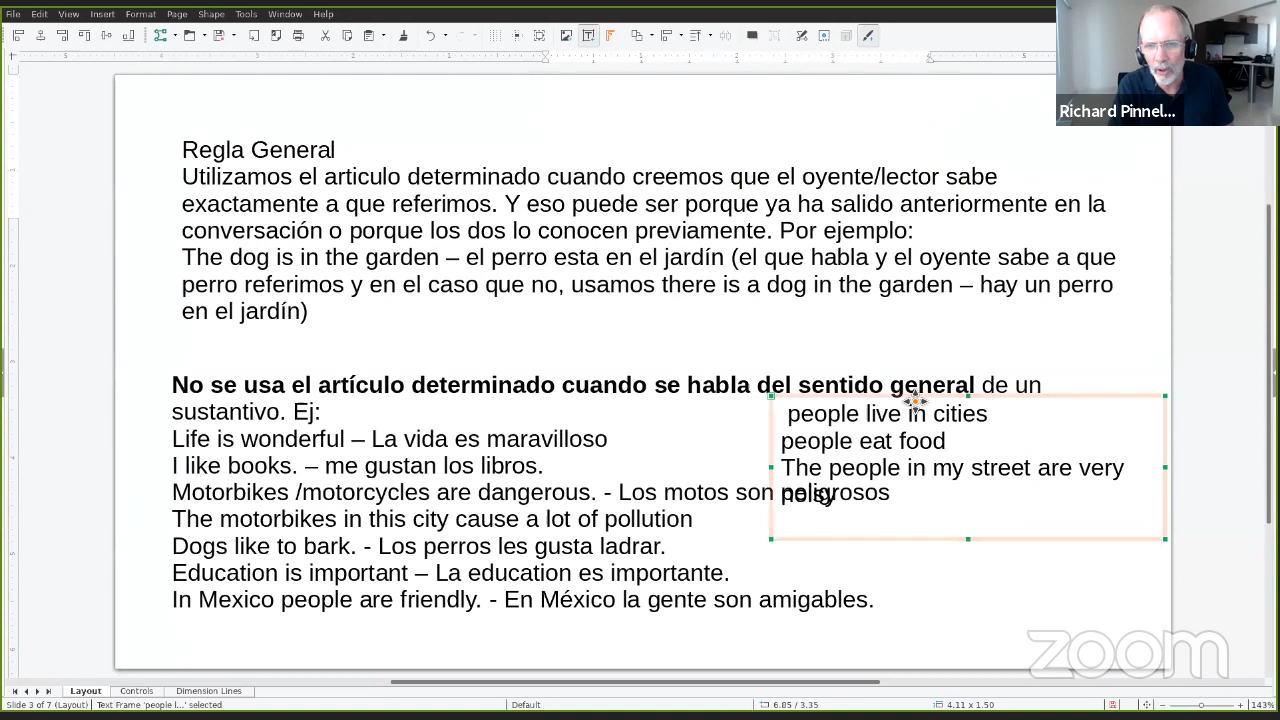 File Edit View Insert Format Page Shape Tools Window Help
Richard Pinnel...
Regla General
Utilizamos el articulo determinado cuando creemos que el oyente/lector sabe
exactamente a que referimos. Y eso puede ser porque ya ha salido anteriormente en la
conversación o porque los dos lo conocen previamente. Por ejemplo:
The dog is in the garden – el perro esta en el jardín (el que habla y el oyente sabe a que
perro referimos y en el caso que no, usamos there is a dog in the garden – hay un perro
en el jardín)
No se usa el artículo determinado cuando se habla del sentido general de un
sustantivo. Ej:
Life is wonderful – La vida es maravilloso
I like books. – me gustan los libros.
Motorbikes /motorcycles are dangerous. - Los motos son peligrosos
The motorbikes in this city cause a lot of pollution
Dogs like to bark. - Los perros les gusta ladrar.
Education is important – La education es importante.
In Mexico people are friendly. - En México la gente son amigables.
people live in cities
people eat food
The people in my street are very
noisy
zoom
Layout Controls Dimension Lines
Slide 3 of 7 (Layout) Text Frame 'people l...' selected Default 6.85 / 3.35 4.11 x 1.50 143%